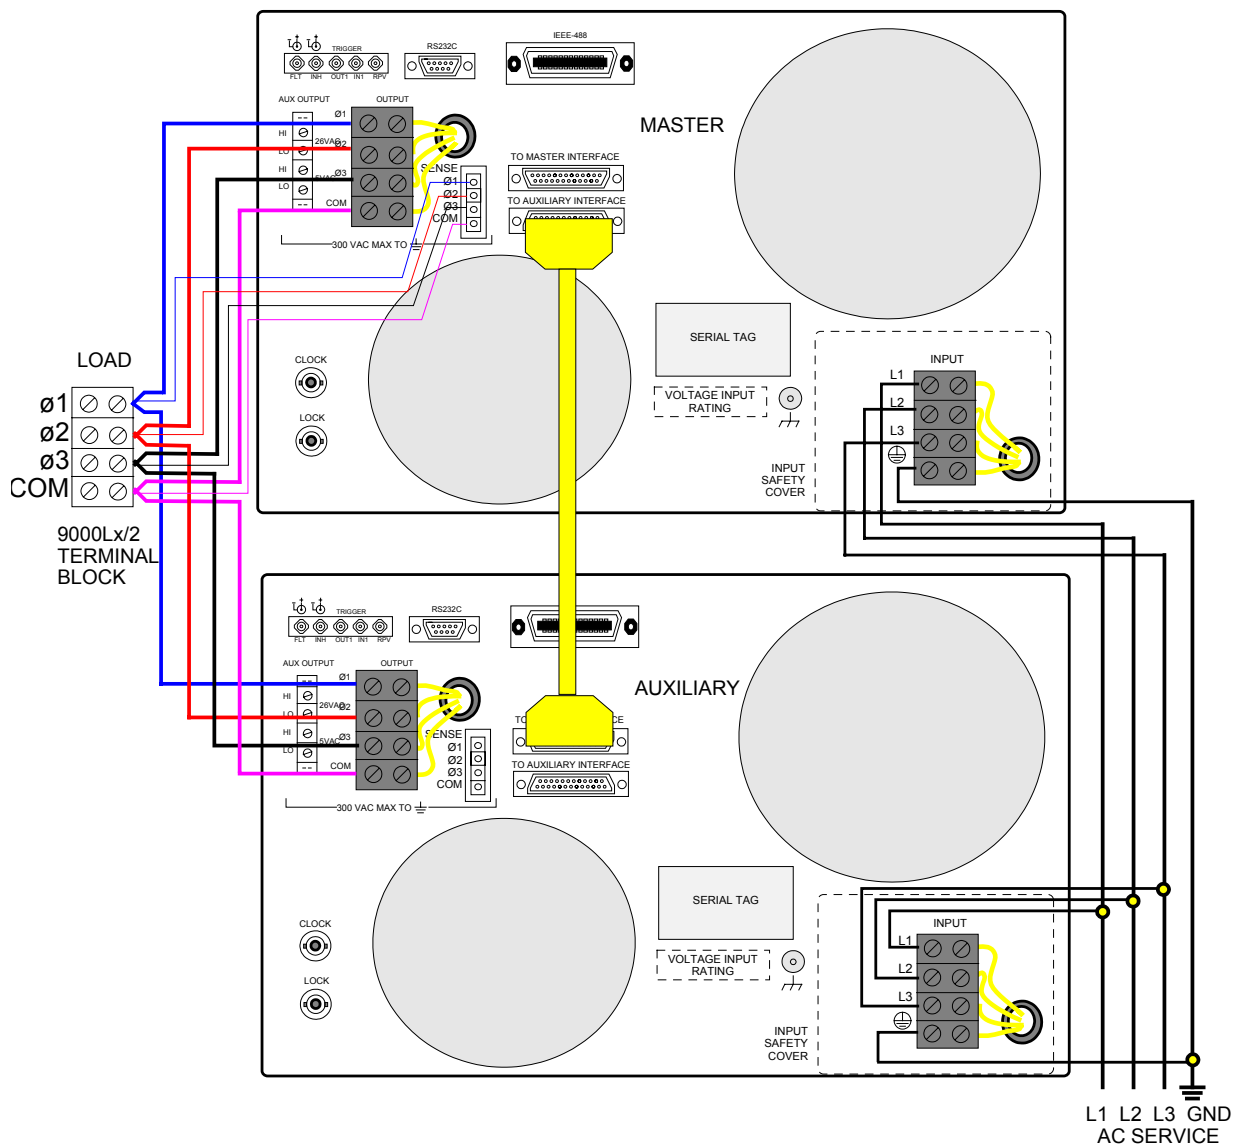 IEEE-488
TRIGGER
RS232C
FLT INH OUT1 IN1 RPV
AUX OUTPUT
OUTPUT
Ø1
HI
26VAC
Ø2
LO
HI
5VAC
Ø3
LO
COM
SENSE
Ø1
Ø2
Ø3
COM
300 VAC MAX TO
MASTER
TO MASTER INTERFACE
TO AUXILIARY INTERFACE
SERIAL TAG
VOLTAGE INPUT
RATING
CLOCK
LOCK
INPUT
L1
L2
L3
INPUT
SAFETY
COVER
LOAD
ø1
ø2
ø3
COM
9000Lx/2
TERMINAL
BLOCK
TRIGGER
RS232C
FLT INH OUT1 IN1 RPV
AUX OUTPUT
OUTPUT
Ø1
HI
26VAC
Ø2
LO
HI
5VAC
Ø3
LO
COM
SENSE
Ø1
Ø2
Ø3
COM
300 VAC MAX TO
AUXILIARY
TO AUXILIARY INTERFACE
SERIAL TAG
VOLTAGE INPUT
RATING
CLOCK
LOCK
INPUT
L1
L2
L3
INPUT
SAFETY
COVER
L1 L2 L3 GND
AC SERVICE